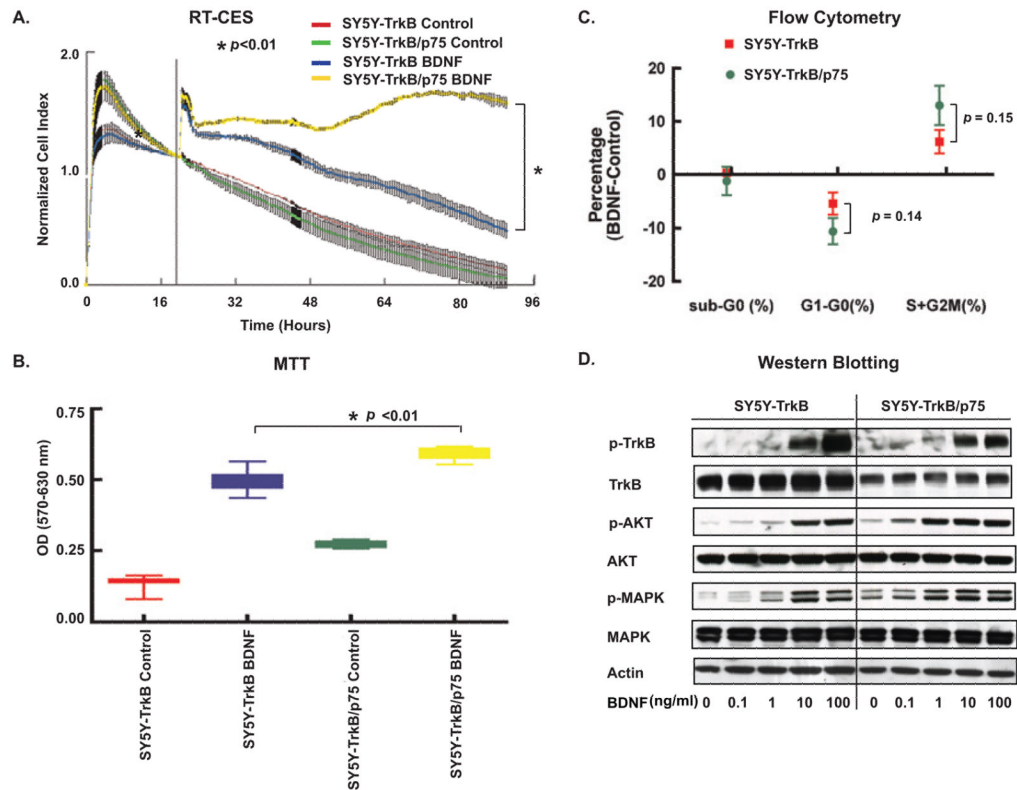 A.
RT-CES
* p<0.01
SY5Y-TrkB Control
SY5Y-TrkB/p75 Control
SY5Y-TrkB BDNF
SY5Y-TrkB/p75 BDNF
Normalized Cell Index
2.0
1.0
0.0
*
*
0 16 32 48 64 80 96
Time (Hours)
B.
MTT
* p <0.01
OD (570-630 nm)
0.75
0.50
0.25
0.00
SY5Y-TrkB Control
SY5Y-TrkB BDNF
SY5Y-TrkB/p75 Control
SY5Y-TrkB/p75 BDNF
C.
Flow Cytometry
SY5Y-TrkB
SY5Y-TrkB/p75
Percentage
(BDNF-Control)
20
10
0
-10
-20
p = 0.15
p = 0.14
sub-G0 (%) G1-G0(%) S+G2M(%)
D.
Western Blotting
SY5Y-TrkB SY5Y-TrkB/p75
p-TrkB
TrkB
p-AKT
AKT
p-MAPK
MAPK
Actin
BDNF(ng/ml) 0 0.1 1 10 100 0 0.1 1 10 100